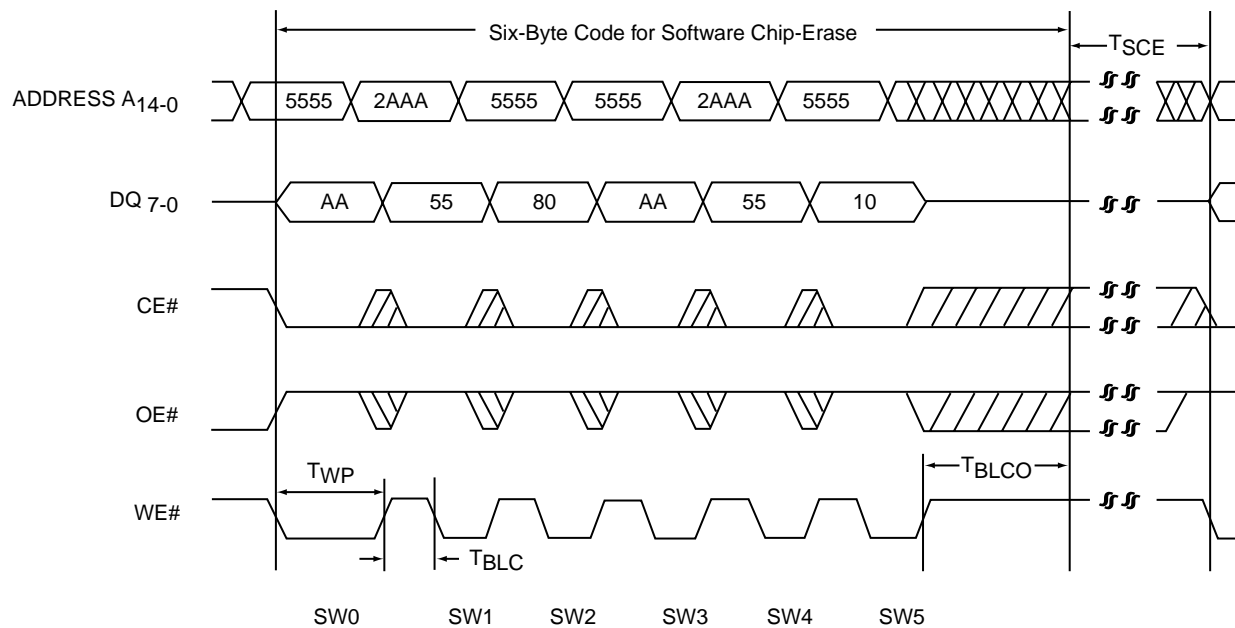 Six-Byte Code for Software Chip-Erase
TSCE
ADDRESS A14-0
5555 2AAA 5555 5555 2AAA 5555
DQ 7-0
AA 55 80 AA 55 10
CE#
OE#
TWP
TBLCO
WE#
TBLC
SW0 SW1 SW2 SW3 SW4 SW5